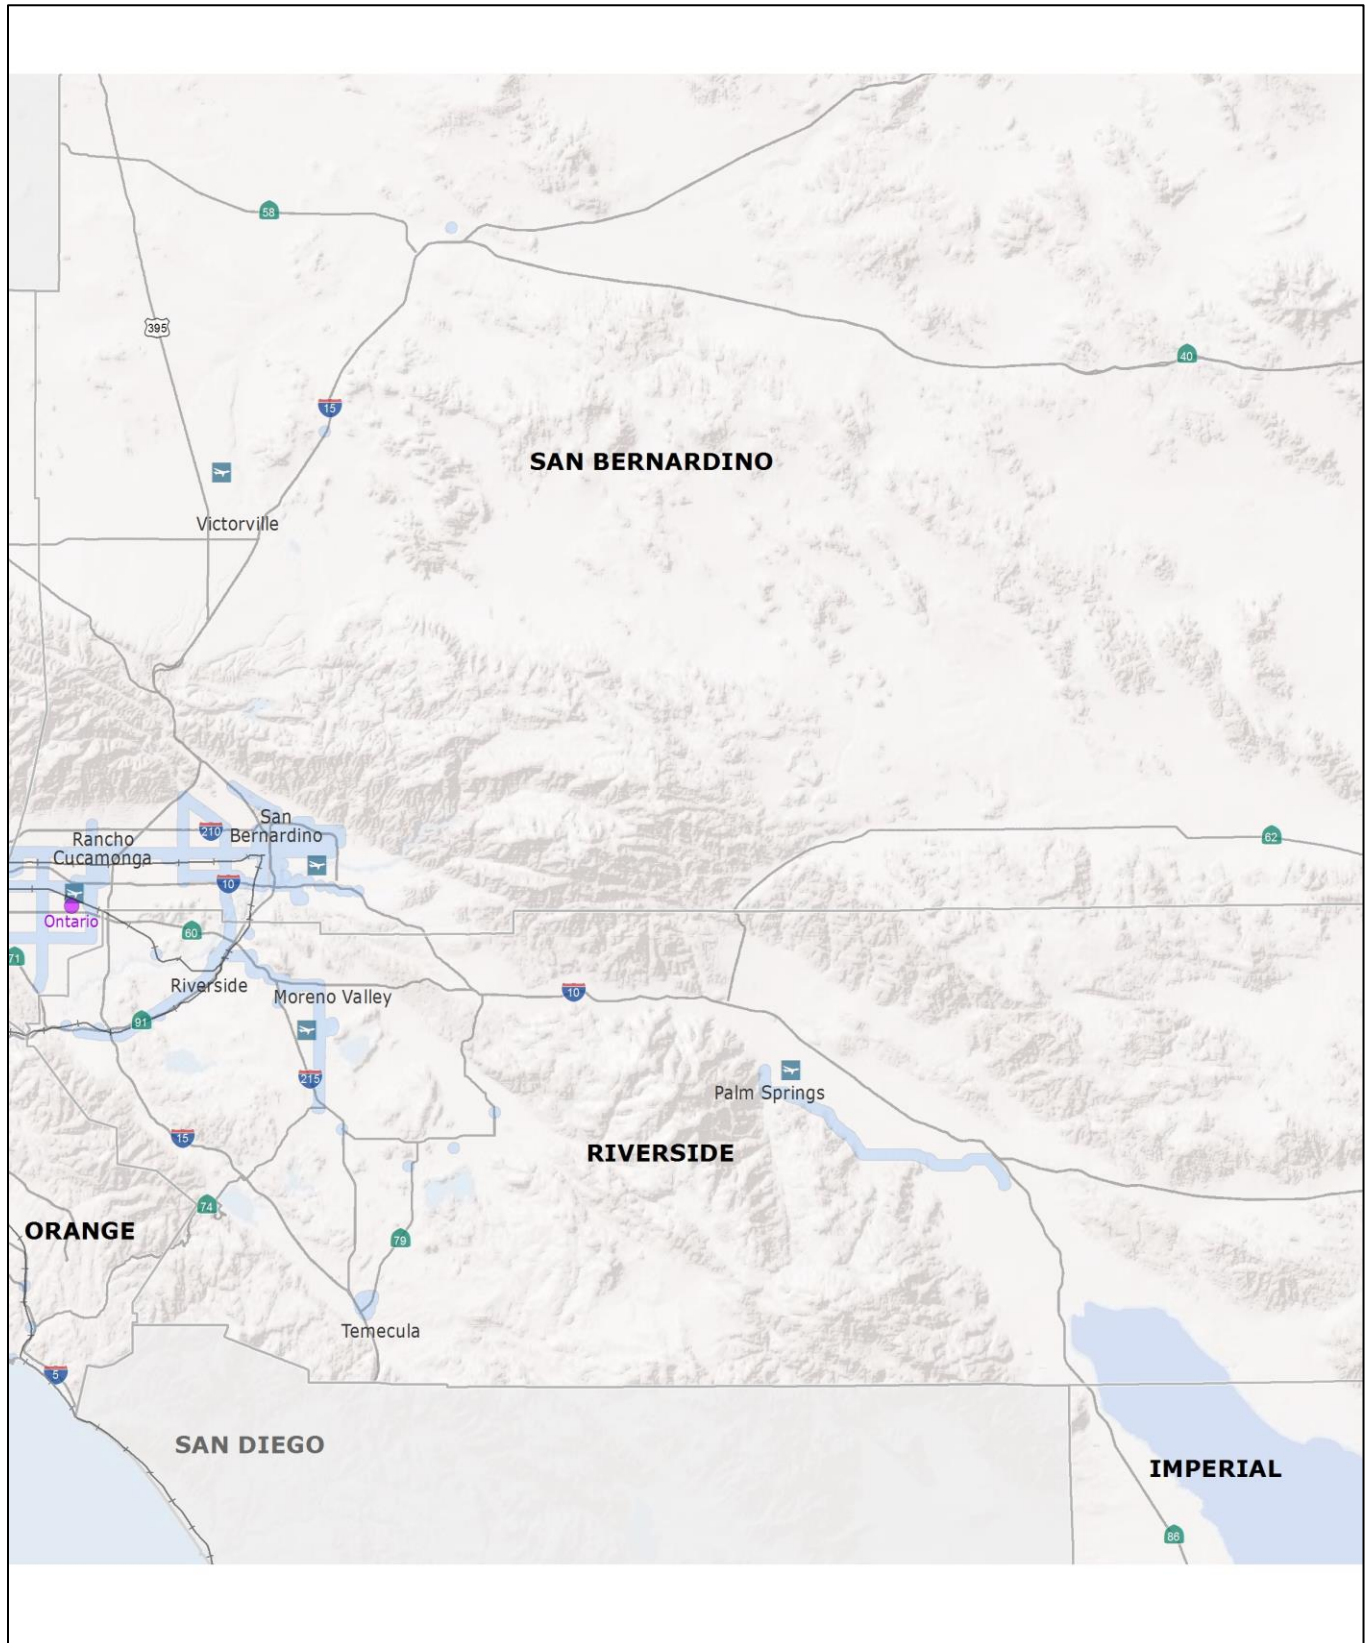 58
395
40
15
SAN BERNARDINO
Victorville
San
Bernardino
210
Rancho
Cucamonga
62
10
Ontario
60
71
Riverside
Moreno Valley
10
91
215
Palm Springs
15
RIVERSIDE
74
ORANGE
79
Temecula
5
SAN DIEGO
IMPERIAL
86